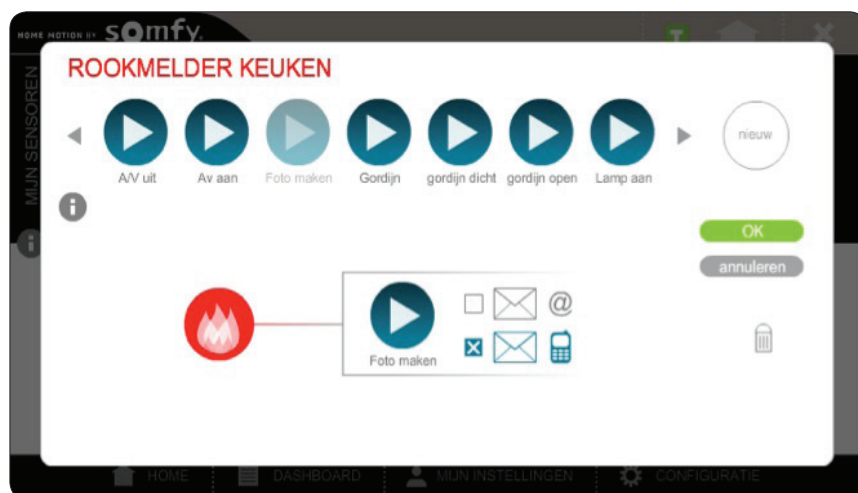 HOME MOTION BY somfy.
MIJN SENSOREN
ROOKMELDER KEUKEN
A/V uit
Av aan
Foto maken
Gordijn
gordijn dicht
gordijn open
Lamp aan
nieuw
OK
annuleren
Foto maken
@
HOME
DASHBOARD
MIJN INSTELLINGEN
CONFIGURATIE